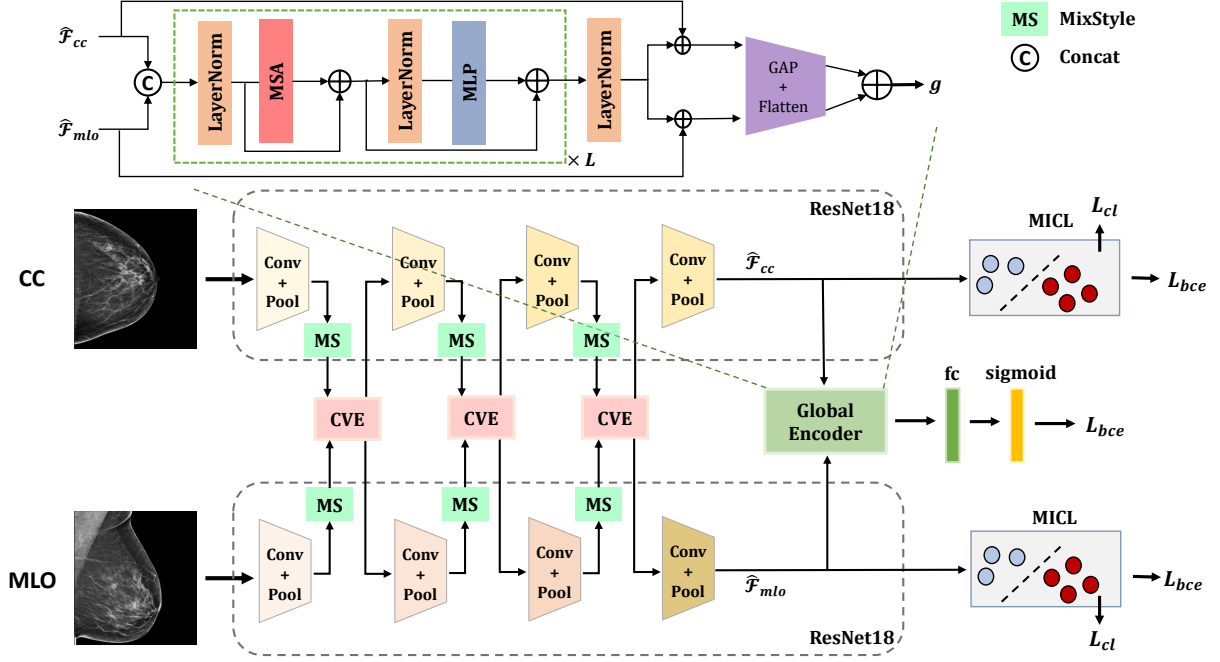 F̂cc
F̂mlo
C
LayerNorm
MSA
LayerNorm
MLP
× L
LayerNorm
GAP
+
Flatten
g
MS MixStyle
C Concat
ResNet18
CC
Conv
+
Pool
Conv
+
Pool
Conv
+
Pool
Conv
+
Pool
F̂cc
MS
MS
MS
MICL
Lcl
Lbce
CVE
CVE
CVE
Global
Encoder
fc
sigmoid
Lbce
MS
MS
MS
MLO
Conv
+
Pool
Conv
+
Pool
Conv
+
Pool
Conv
+
Pool
F̂mlo
ResNet18
MICL
Lbce
Lcl